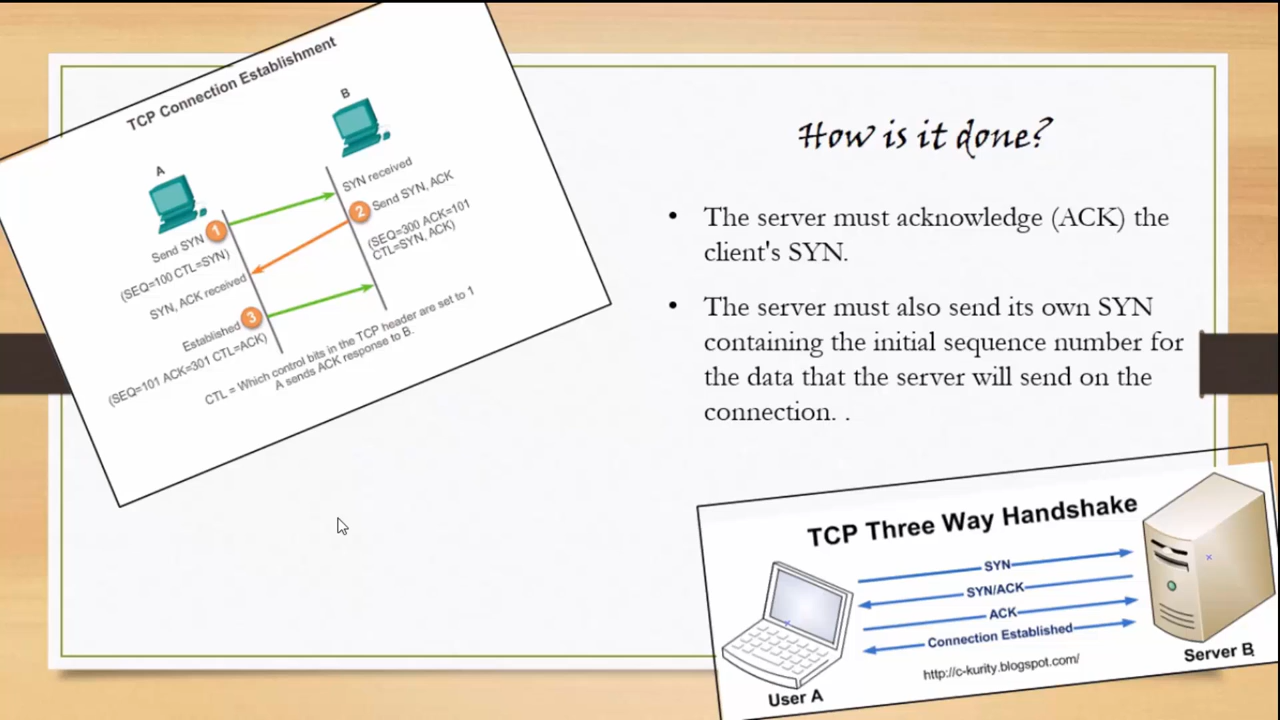 TCP Connection Establishment
A
B
SYN received
Send SYN
1
2
Send SYN, ACK
(SEQ=100 CTL=SYN)
(SEQ=300 ACK=101
CTL=SYN, ACK)
SYN, ACK received
Established
3
(SEQ=101 ACK=301 CTL=ACK)
CTL = Which control bits in the TCP header are set to 1
A sends ACK response to B.
How is it done?
• The server must acknowledge (ACK) the
client's SYN.
• The server must also send its own SYN
containing the initial sequence number for
the data that the server will send on the
connection. .
TCP Three Way Handshake
SYN
SYN/ACK
ACK
Connection Established
http://c-kurity.blogspot.com/
User A
Server B